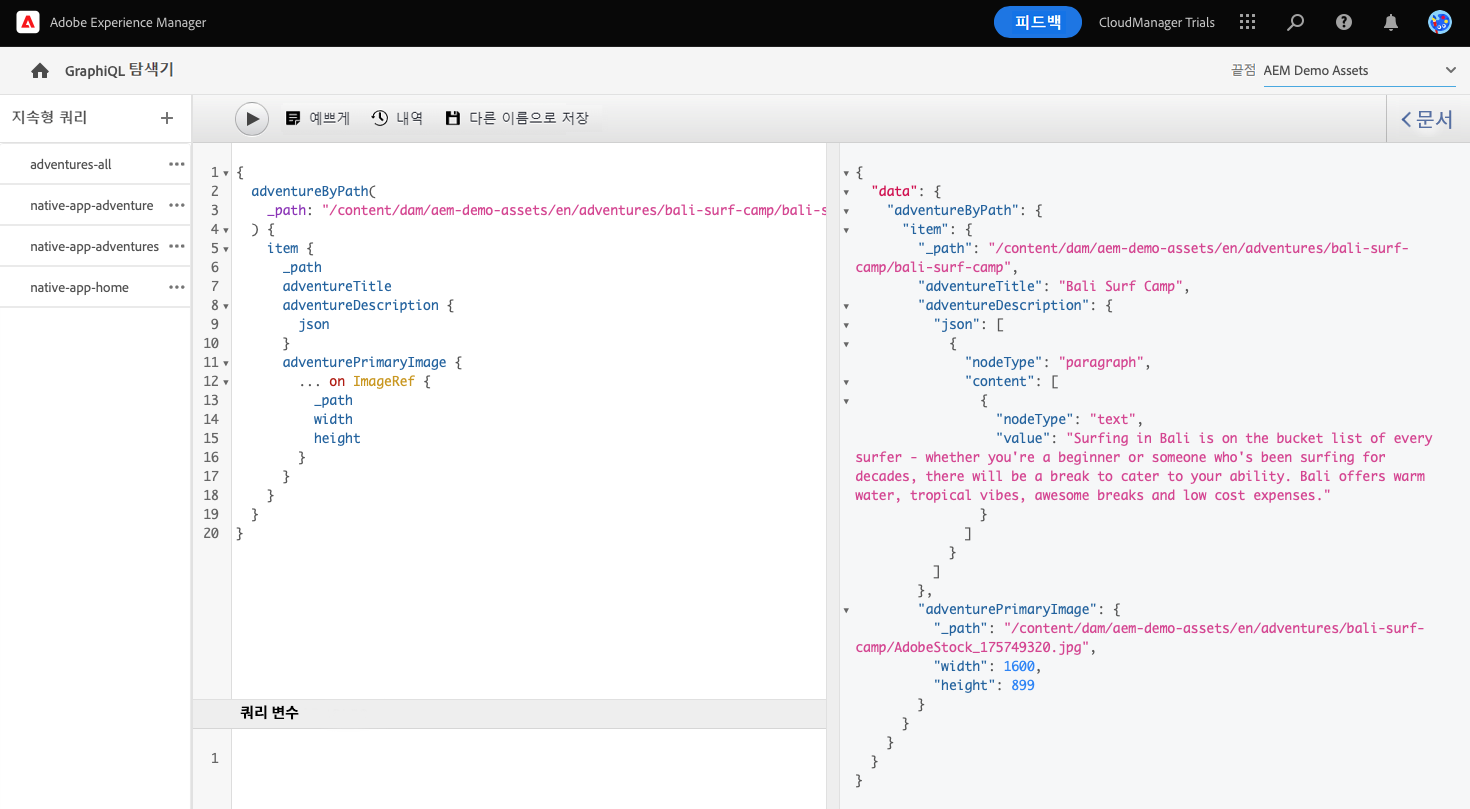 Adobe Experience Manager
피드백
CloudManager Trials
GraphiQL 탐색기
끝점 AEM Demo Assets
지속형 쿼리
예쁘게
내역
다른 이름으로 저장
문서
adventures-all
native-app-adventure
native-app-adventures
native-app-home
1 {
2 adventureByPath(
3 _path: "/content/dam/aem-demo-assets/en/adventures/bali-surf-camp/bali-s
4 ) {
5 item {
6 _path
7 adventureTitle
8 adventureDescription {
9 json
10 }
11 adventurePrimaryImage {
12 ... on ImageRef {
13 _path
14 width
15 height
16 }
17 }
18 }
19 }
20 }
쿼리 변수
1
{
"data": {
"adventureByPath": {
"item": {
"_path": "/content/dam/aem-demo-assets/en/adventures/bali-surf-
camp/bali-surf-camp",
"adventureTitle": "Bali Surf Camp",
"adventureDescription": {
"json": [
{
"nodeType": "paragraph",
"content": [
{
"nodeType": "text",
"value": "Surfing in Bali is on the bucket list of every
surfer - whether you're a beginner or someone who's been surfing for
decades, there will be a break to cater to your ability. Bali offers warm
water, tropical vibes, awesome breaks and low cost expenses."
}
]
}
]
},
"adventurePrimaryImage": {
"_path": "/content/dam/aem-demo-assets/en/adventures/bali-surf-
camp/AdobeStock_175749320.jpg",
"width": 1600,
"height": 899
}
}
}
}
}